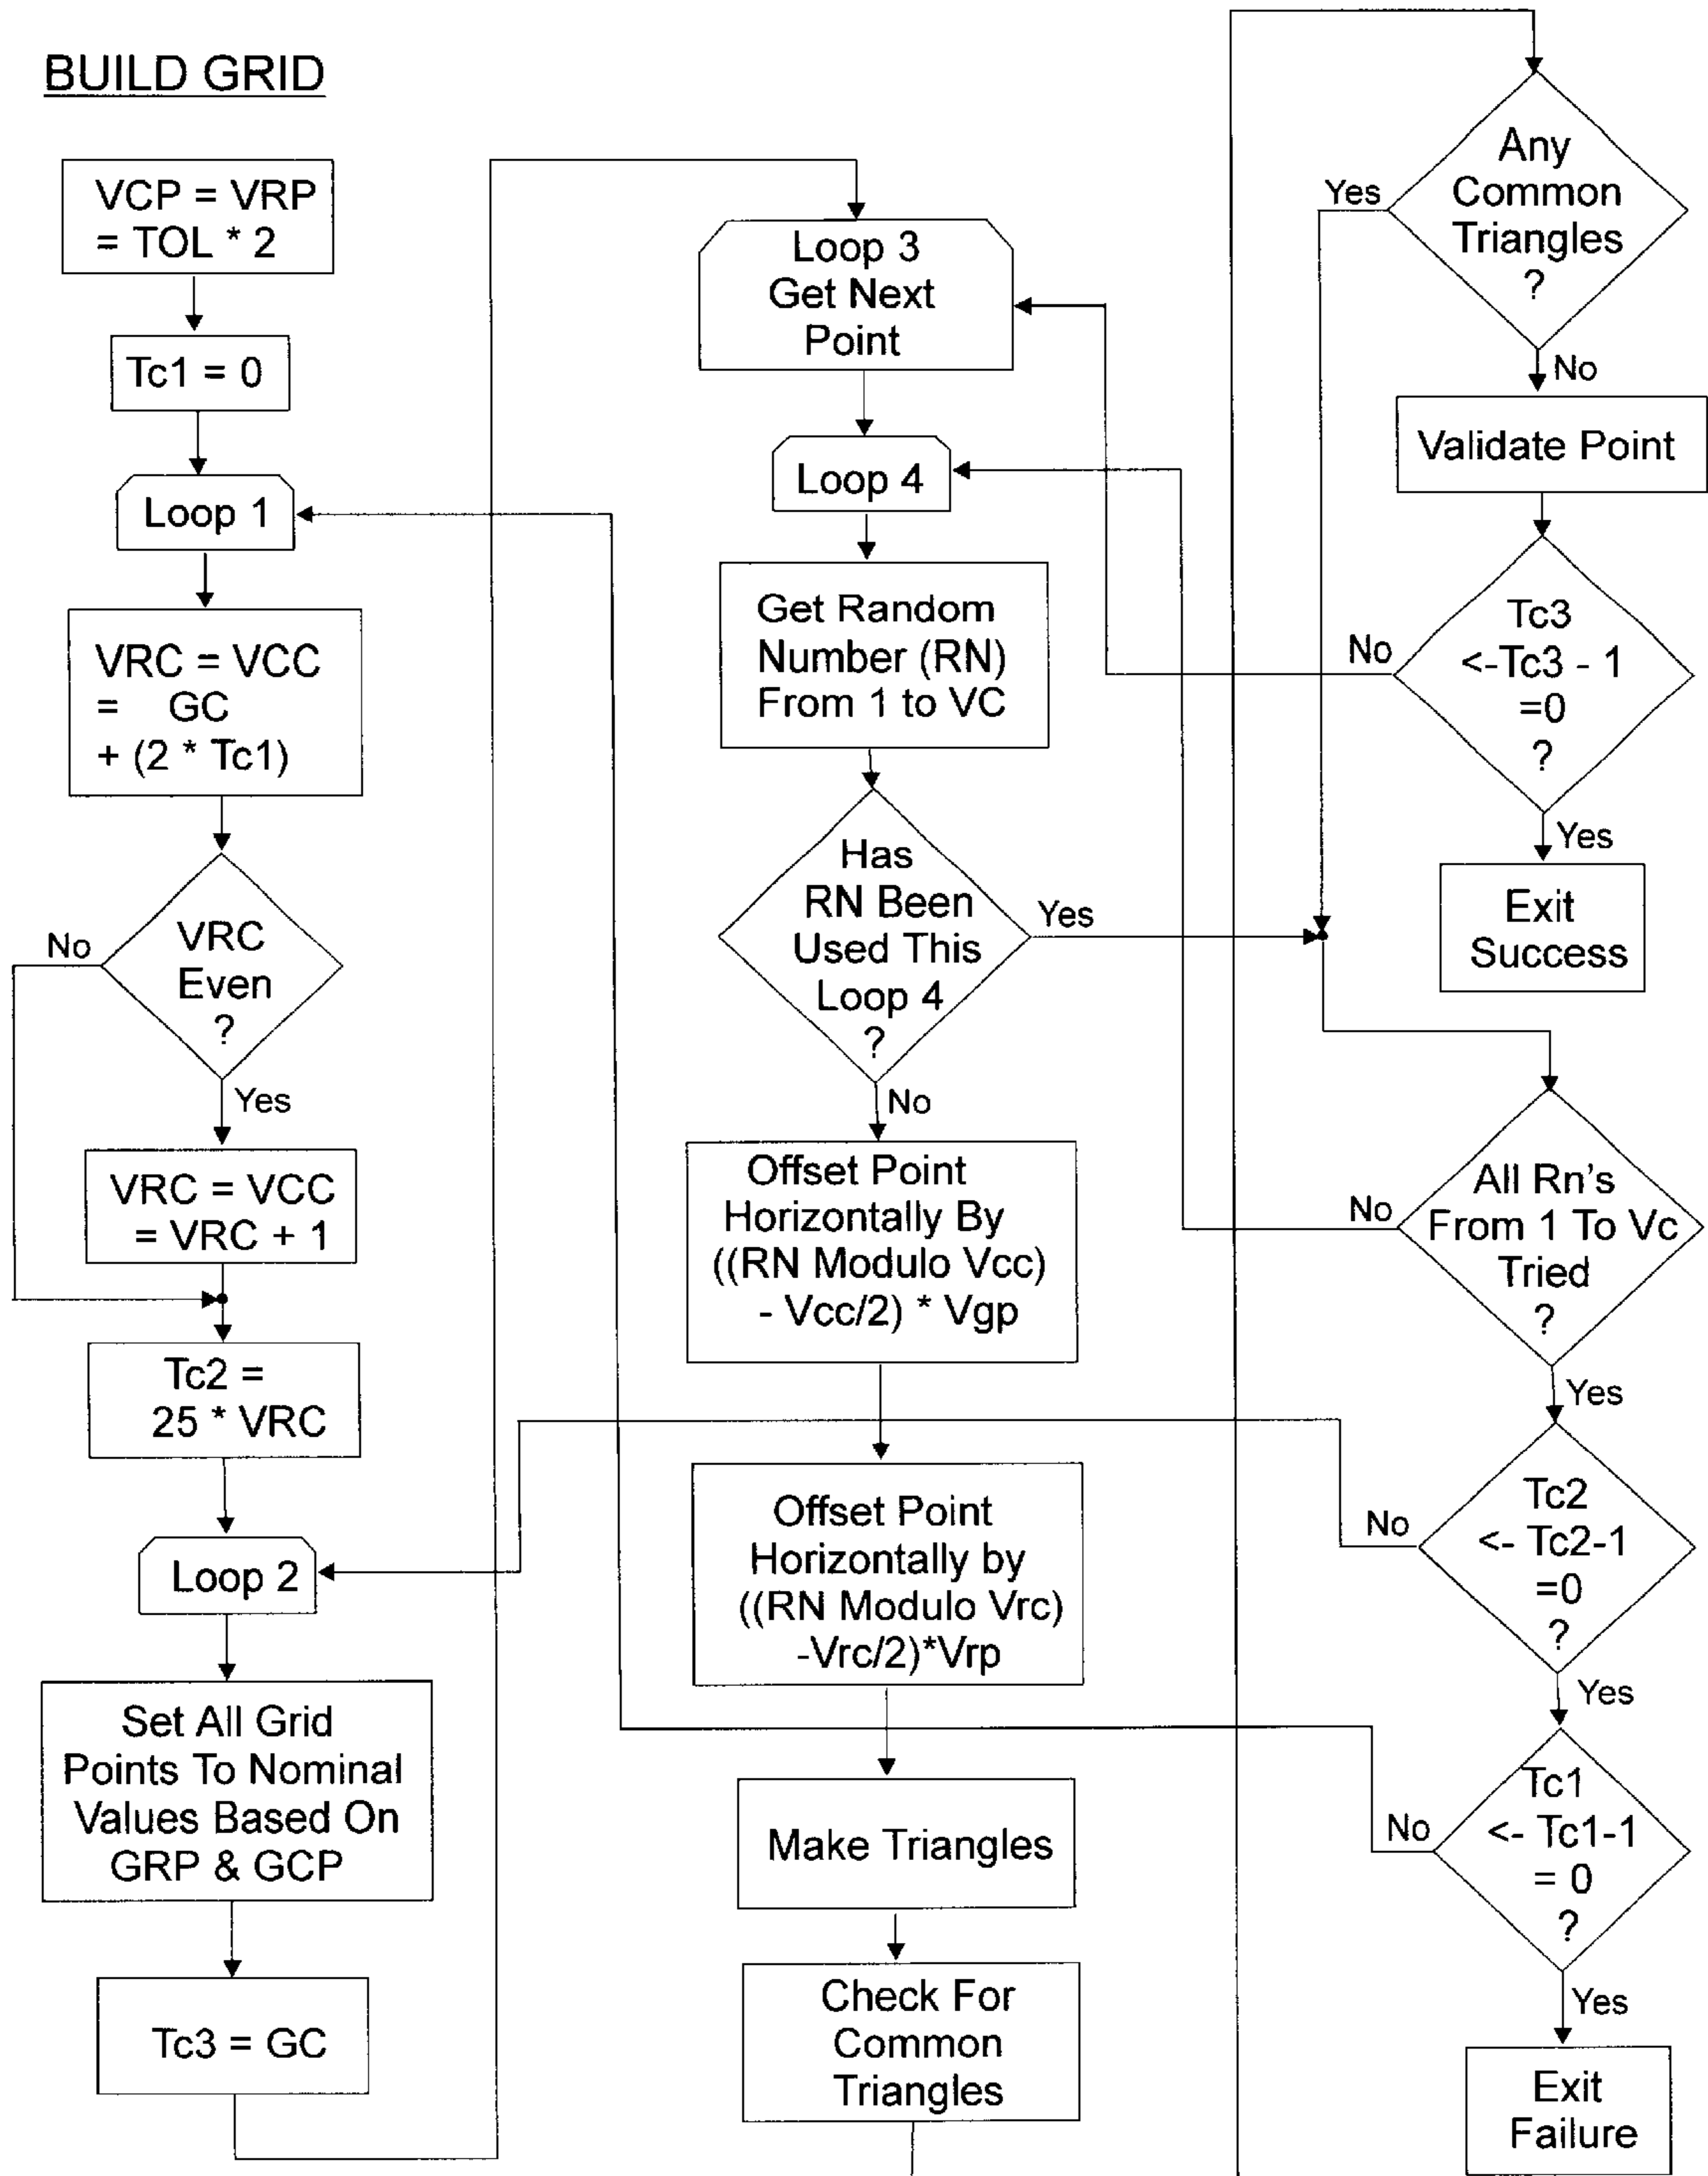 BUILD GRID
VCP = VRP
= TOL * 2
Tc1 = 0
Loop 1
VRC = VCC
= GC
+ (2 * Tc1)
VRC
Even
?
No
Yes
VRC = VCC
= VRC + 1
Tc2 =
25 * VRC
Loop 2
Set All Grid
Points To Nominal
Values Based On
GRP & GCP
Tc3 = GC
Loop 3
Get Next
Point
Loop 4
Get Random
Number (RN)
From 1 to VC
Has
RN Been
Used This
Loop 4
?
Yes
No
Offset Point
Horizontally By
((RN Modulo Vcc)
- Vcc/2) * Vgp
Offset Point
Horizontally by
((RN Modulo Vrc)
-Vrc/2)*Vrp
Make Triangles
Check For
Common
Triangles
Any
Common
Triangles
?
Yes
No
Validate Point
Tc3
<-Tc3 - 1
=0
?
No
Yes
Exit
Success
All Rn's
From 1 To Vc
Tried
?
No
Yes
Tc2
<- Tc2-1
=0
?
No
Yes
Tc1
<- Tc1-1
= 0
?
No
Yes
Exit
Failure